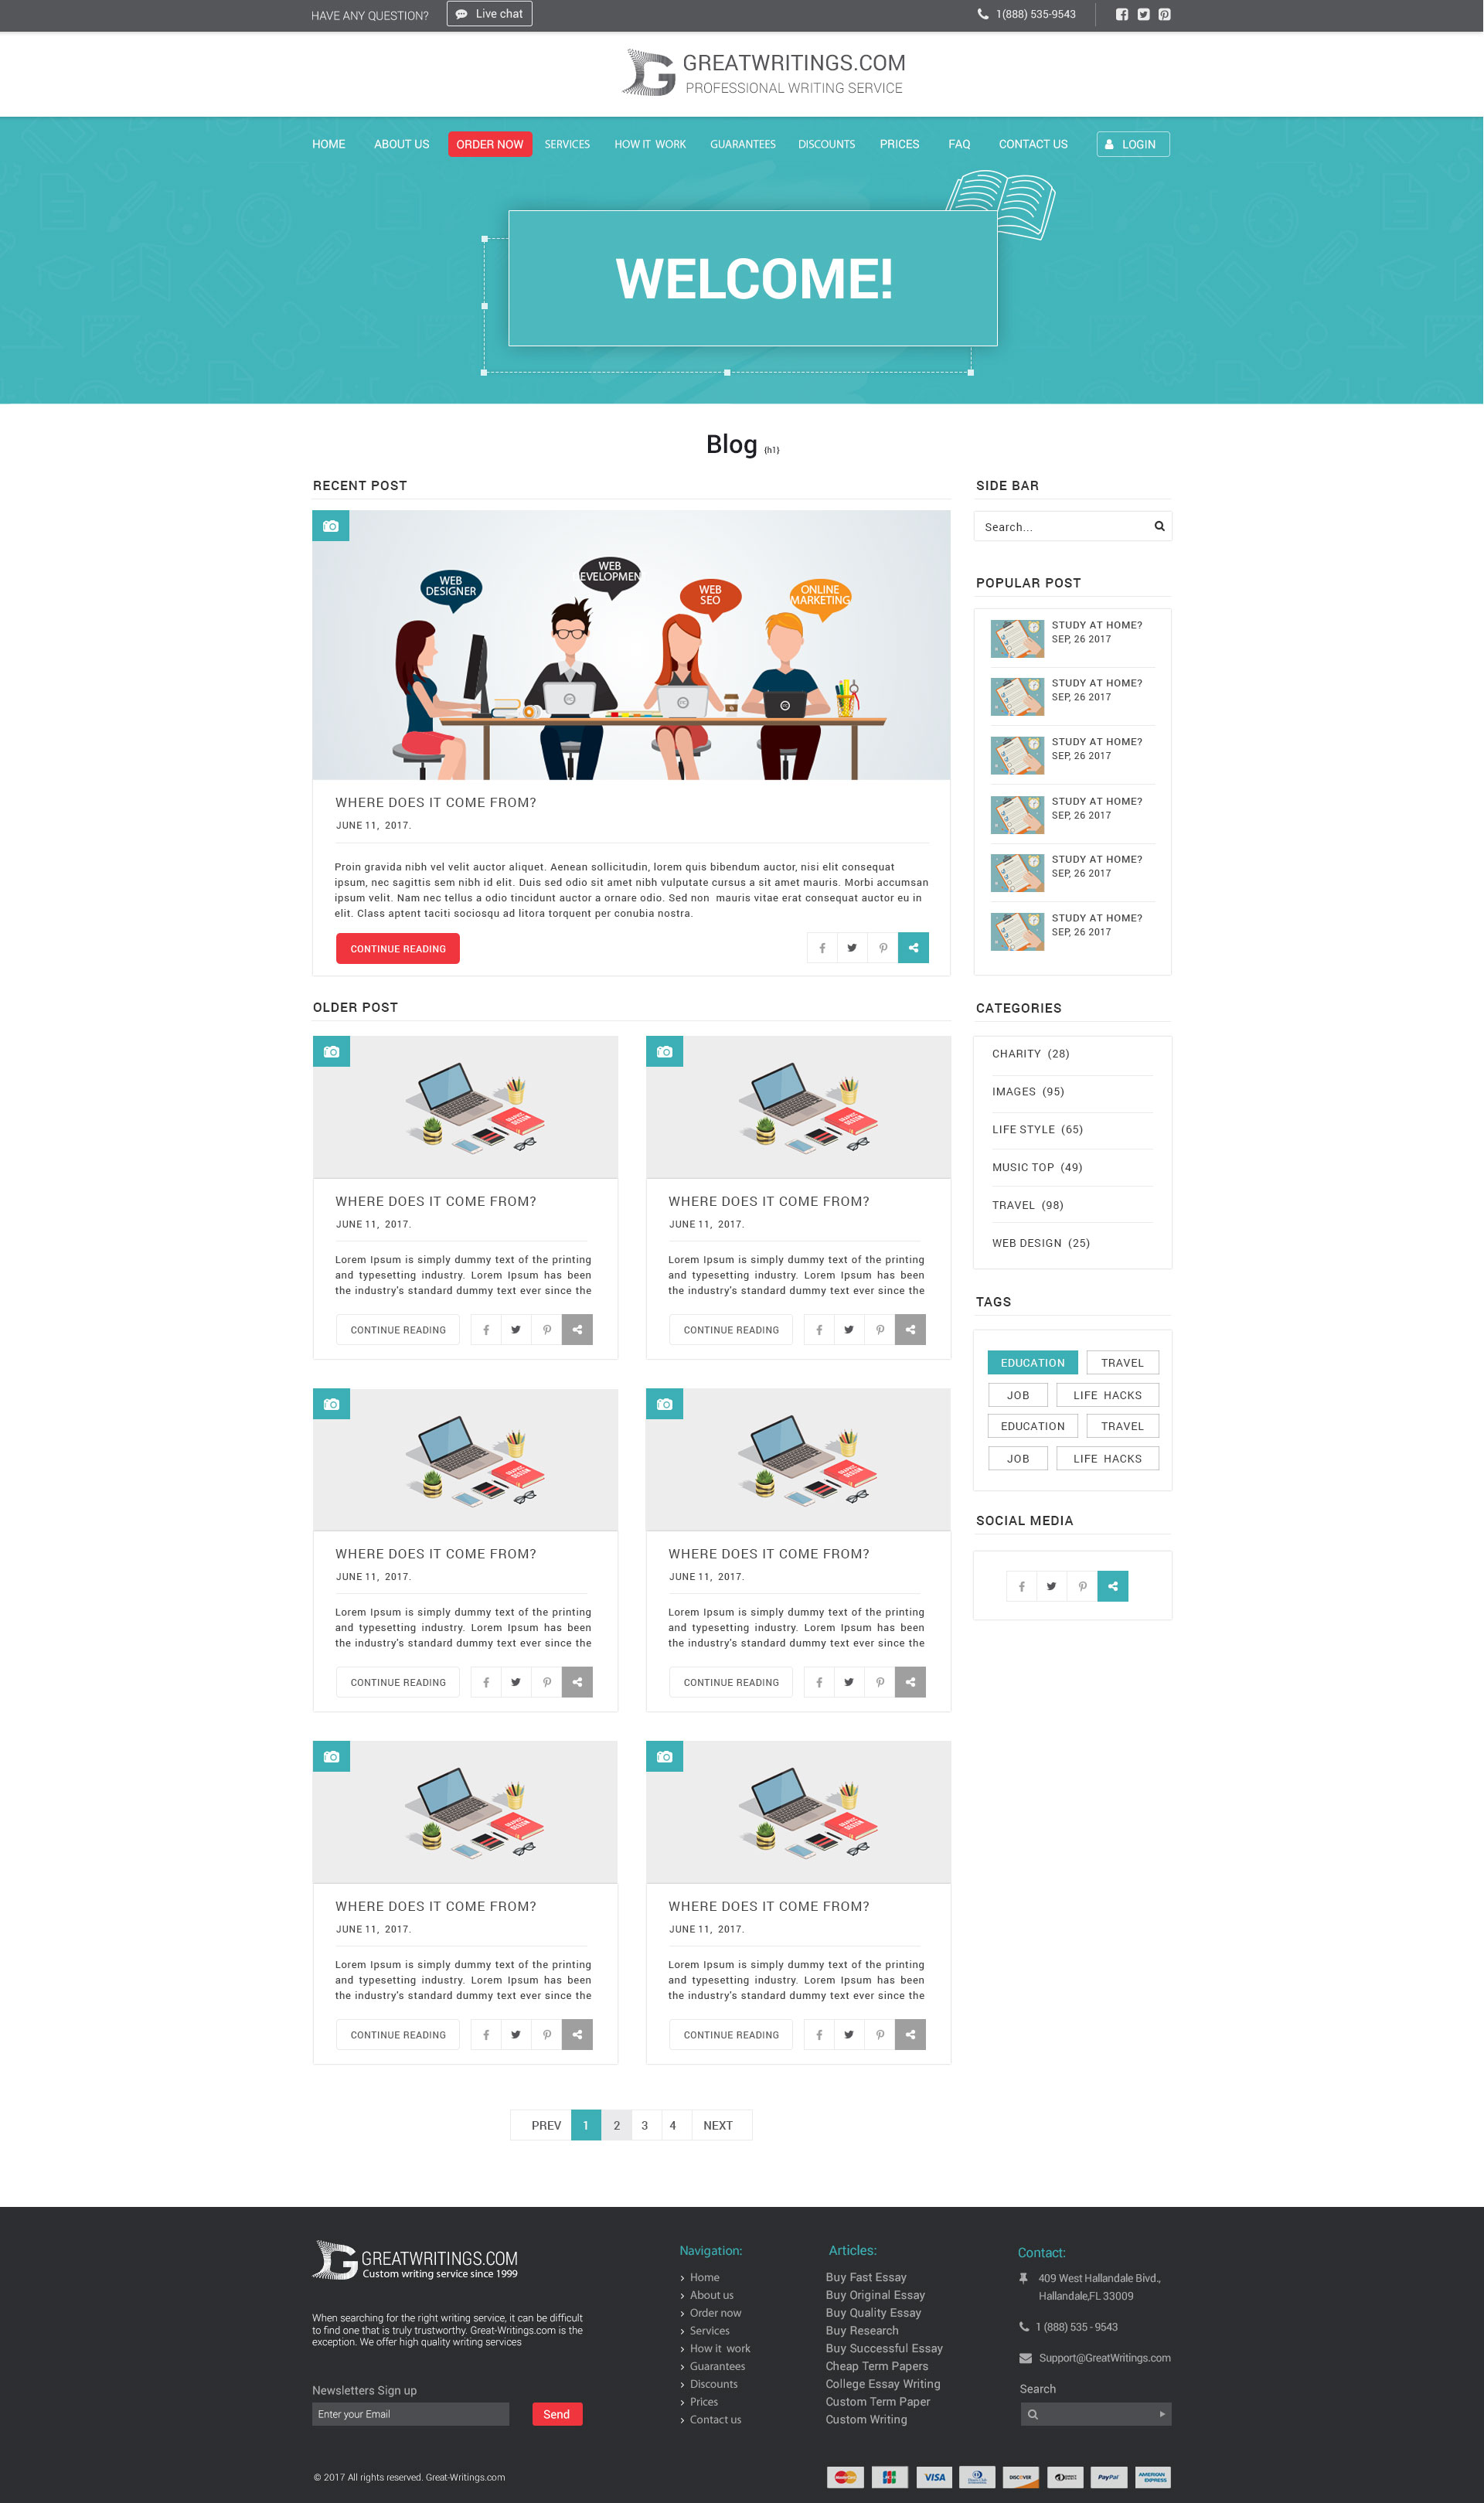 HAVE ANY QUESTION?
Live chat
1(888) 535-9543
GREATWRITINGS.COM
PROFESSIONAL WRITING SERVICE
HOME
ABOUT US
ORDER NOW
SERVICES
HOW IT WORK
GUARANTEES
DISCOUNTS
PRICES
FAQ
CONTACT US
LOGIN
WELCOME!
Blog {h1}
RECENT POST
WEB
DESIGNER
WEB
DEVELOPMENT
WEB
SEO
ONLINE
MARKETING
WHERE DOES IT COME FROM?
JUNE 11, 2017.
Proin gravida nibh vel velit auctor aliquet. Aenean sollicitudin, lorem quis bibendum auctor, nisi elit consequat
ipsum, nec sagittis sem nibh id elit. Duis sed odio sit amet nibh vulputate cursus a sit amet mauris. Morbi accumsan
ipsum velit. Nam nec tellus a odio tincidunt auctor a ornare odio. Sed non mauris vitae erat consequat auctor eu in
elit. Class aptent taciti sociosqu ad litora torquent per conubia nostra.
CONTINUE READING
SIDE BAR
Search...
POPULAR POST
STUDY AT HOME?
SEP, 26 2017
STUDY AT HOME?
SEP, 26 2017
STUDY AT HOME?
SEP, 26 2017
STUDY AT HOME?
SEP, 26 2017
STUDY AT HOME?
SEP, 26 2017
STUDY AT HOME?
SEP, 26 2017
OLDER POST
GRAPHIC
DESIGN
WHERE DOES IT COME FROM?
JUNE 11, 2017.
Lorem Ipsum is simply dummy text of the printing
and typesetting industry. Lorem Ipsum has been
the industry's standard dummy text ever since the
CONTINUE READING
GRAPHIC
DESIGN
WHERE DOES IT COME FROM?
JUNE 11, 2017.
Lorem Ipsum is simply dummy text of the printing
and typesetting industry. Lorem Ipsum has been
the industry's standard dummy text ever since the
CONTINUE READING
GRAPHIC
DESIGN
WHERE DOES IT COME FROM?
JUNE 11, 2017.
Lorem Ipsum is simply dummy text of the printing
and typesetting industry. Lorem Ipsum has been
the industry's standard dummy text ever since the
CONTINUE READING
GRAPHIC
DESIGN
WHERE DOES IT COME FROM?
JUNE 11, 2017.
Lorem Ipsum is simply dummy text of the printing
and typesetting industry. Lorem Ipsum has been
the industry's standard dummy text ever since the
CONTINUE READING
GRAPHIC
DESIGN
WHERE DOES IT COME FROM?
JUNE 11, 2017.
Lorem Ipsum is simply dummy text of the printing
and typesetting industry. Lorem Ipsum has been
the industry's standard dummy text ever since the
CONTINUE READING
GRAPHIC
DESIGN
WHERE DOES IT COME FROM?
JUNE 11, 2017.
Lorem Ipsum is simply dummy text of the printing
and typesetting industry. Lorem Ipsum has been
the industry's standard dummy text ever since the
CONTINUE READING
CATEGORIES
CHARITY (28)
IMAGES (95)
LIFE STYLE (65)
MUSIC TOP (49)
TRAVEL (98)
WEB DESIGN (25)
TAGS
EDUCATION
TRAVEL
JOB
LIFE HACKS
EDUCATION
TRAVEL
JOB
LIFE HACKS
SOCIAL MEDIA
PREV
1
2
3
4
NEXT
GREATWRITINGS.COM
Custom writing service since 1999
When searching for the right writing service, it can be difficult
to find one that is truly trustworthy. Great-Writings.com is the
exception. We offer high quality writing services
Newsletters Sign up
Enter your Email
Send
Navigation:
Home
About us
Order now
Services
How it work
Guarantees
Discounts
Prices
Contact us
Articles:
Buy Fast Essay
Buy Original Essay
Buy Quality Essay
Buy Research
Buy Successful Essay
Cheap Term Papers
College Essay Writing
Custom Term Paper
Custom Writing
Contact:
409 West Hallandale Bivd.,
Hallandale,FL 33009
1 (888) 535 - 9543
Support@GreatWritings.com
Search
© 2017 All rights reserved. Great-Writings.com
MasterCard
JCB
VISA
DISCOVER
PayPal
AMERICAN
EXPRESS